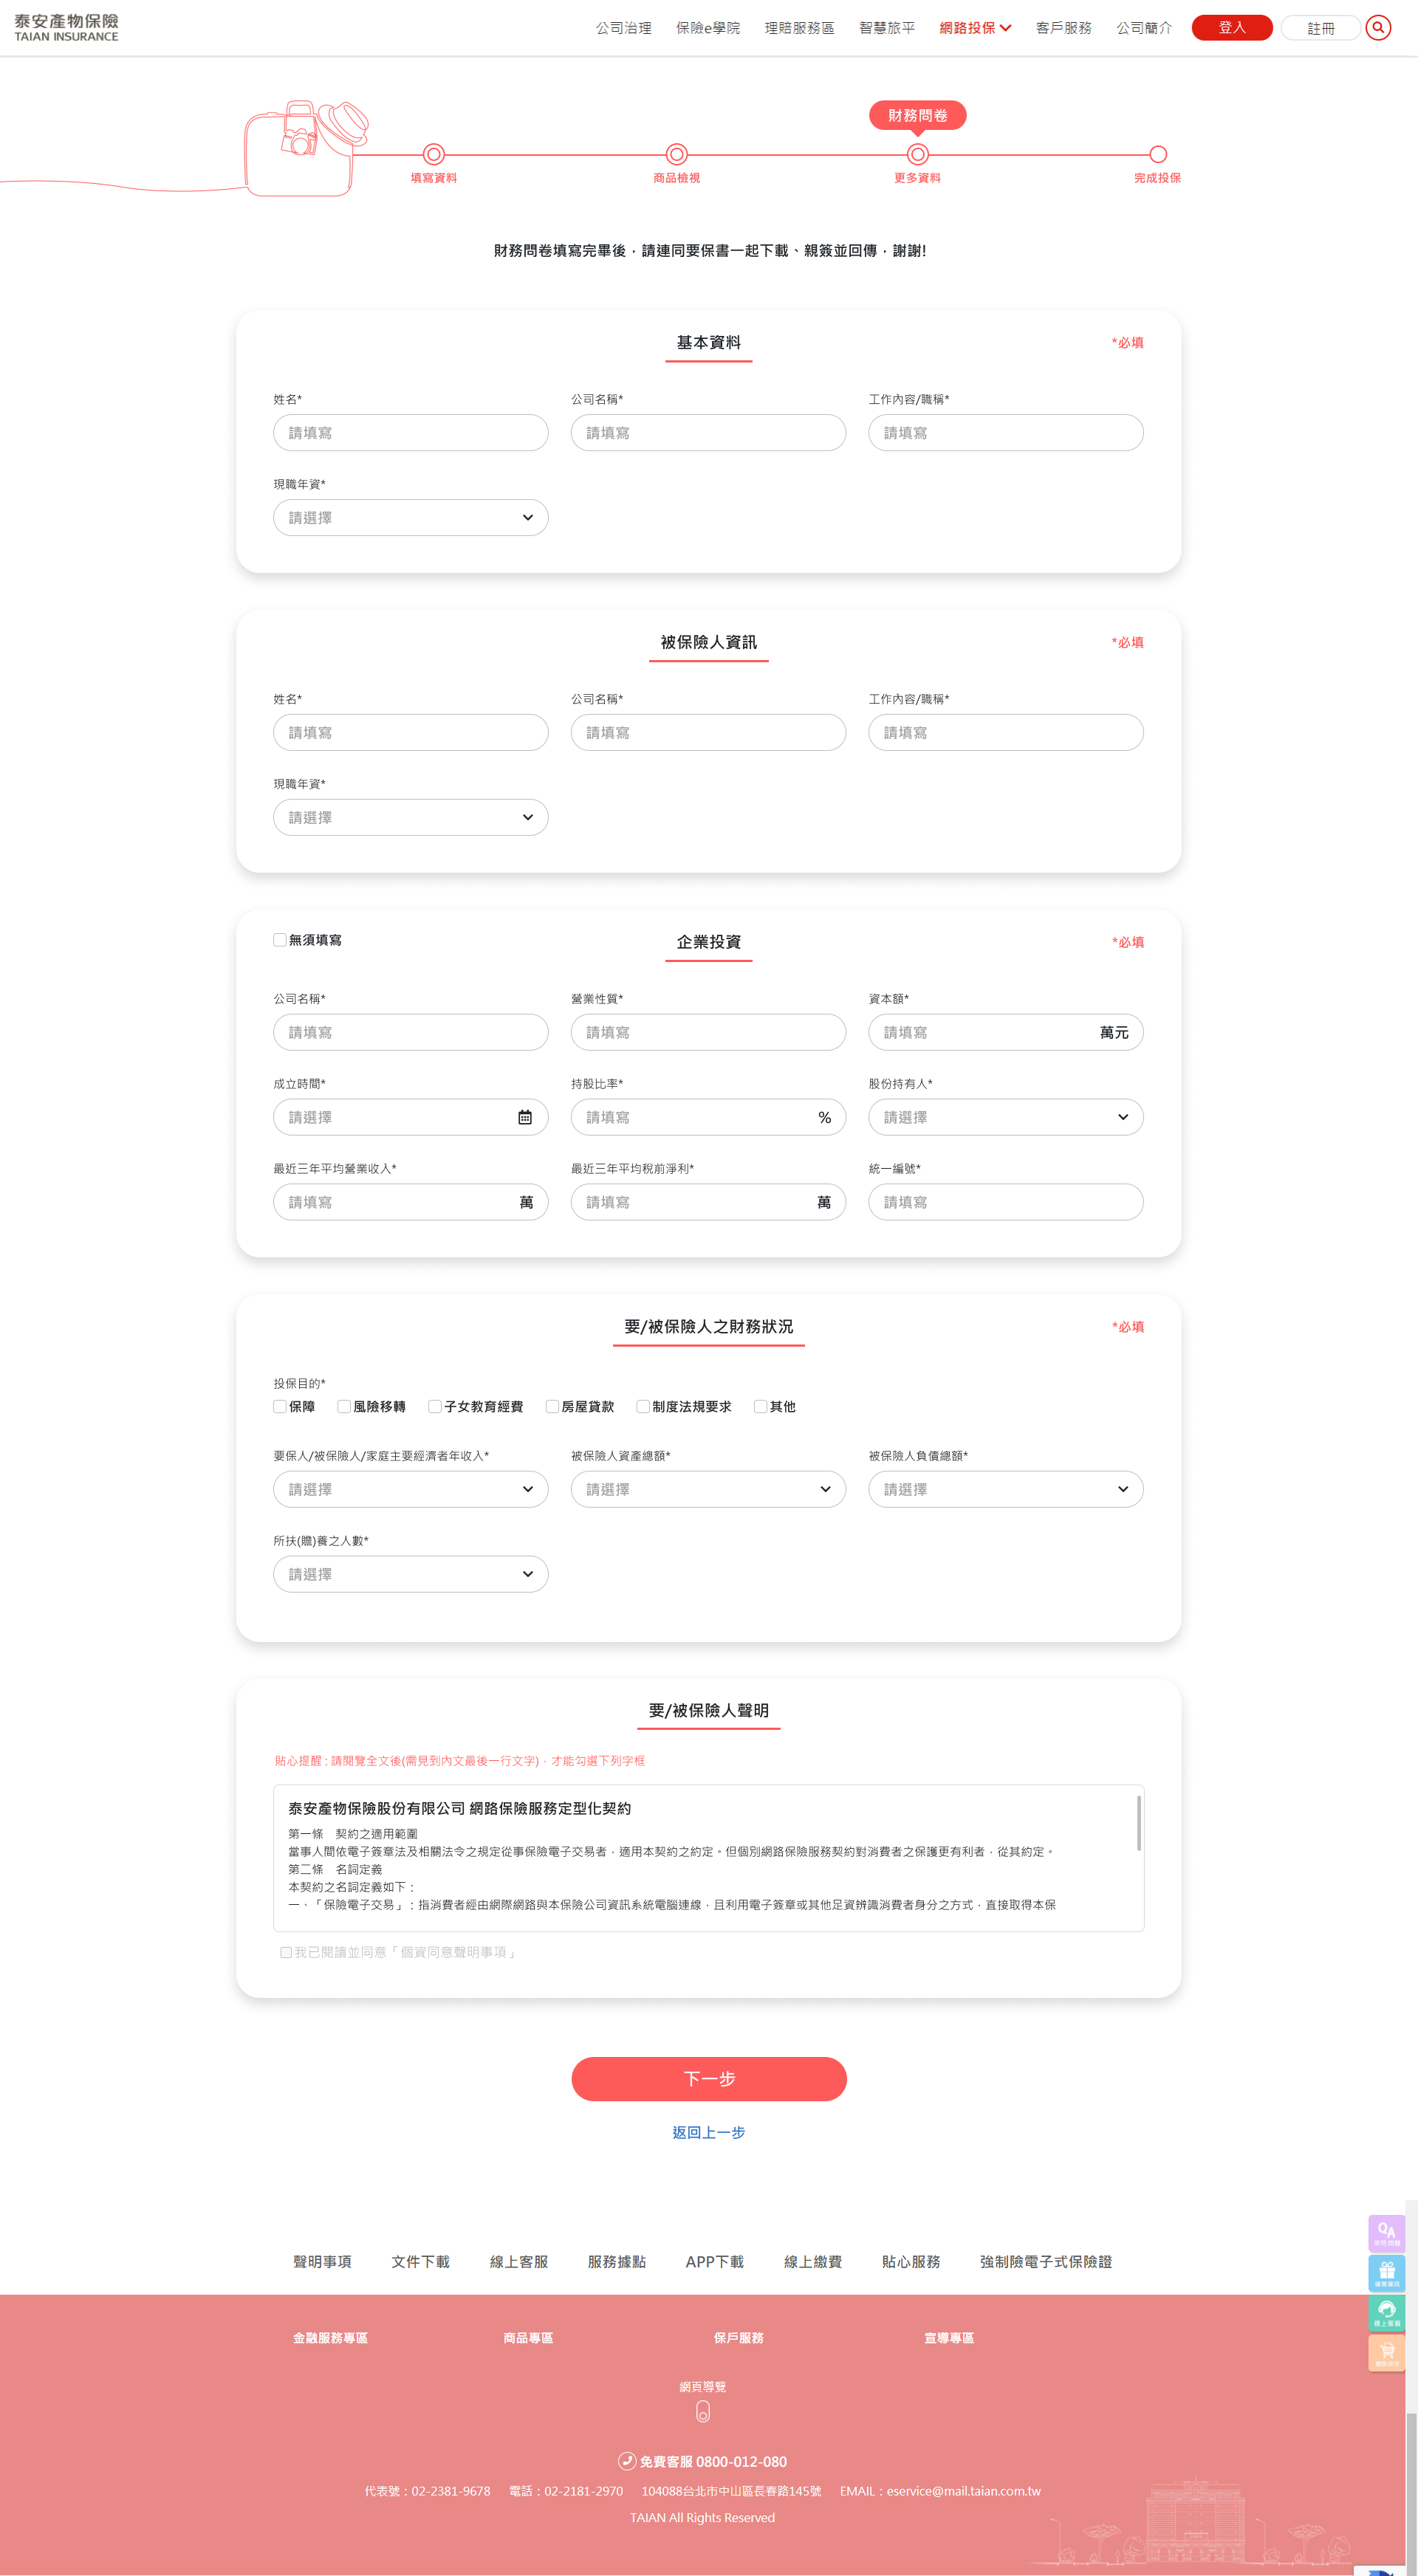 泰安產物保險
TAIAN INSURANCE
公司治理 保險e學院 理賠服務區 智慧旅平 網路投保 客戶服務 公司簡介 登入 註冊
財務問卷
填寫資料 商品檢視 更多資料 完成投保
財務問卷填寫完畢後，請連同要保書一起下載、親簽並回傳，謝謝!
基本資料 *必填
姓名* 公司名稱* 工作內容/職稱*
請填寫 請填寫 請填寫
現職年資*
請選擇
被保險人資訊 *必填
姓名* 公司名稱* 工作內容/職稱*
請填寫 請填寫 請填寫
現職年資*
請選擇
無須填寫 企業投資 *必填
公司名稱* 營業性質* 資本額*
請填寫 請填寫 請填寫 萬元
成立時間* 持股比率* 股份持有人*
請選擇 請填寫 % 請選擇
最近三年平均營業收入* 最近三年平均稅前淨利* 統一編號*
請填寫 萬 請填寫 萬 請填寫
要/被保險人之財務狀況 *必填
投保目的*
保障 風險移轉 子女教育經費 房屋貸款 制度法規要求 其他
要保人/被保險人/家庭主要經濟者年收入* 被保險人資產總額* 被保險人負債總額*
請選擇 請選擇 請選擇
所扶(贍)養之人數*
請選擇
要/被保險人聲明
貼心提醒：請閱覽全文後(需見到內文最後一行文字)，才能勾選下列字框
泰安產物保險股份有限公司 網路保險服務定型化契約
第一條　契約之適用範圍
當事人間依電子簽章法及相關法令之規定從事保險電子交易者，適用本契約之約定。但個別網路保險服務契約對消費者之保護更有利者，從其約定。
第二條　名詞定義
本契約之名詞定義如下：
一、「保險電子交易」：指消費者經由網際網路與本保險公司資訊系統電腦連線，且利用電子簽章或其他足資辨識消費者身分之方式，直接取得本保
我已閱讀並同意「個資同意聲明事項」
下一步
返回上一步
QA
線上客服
聲明事項 文件下載 線上客服 服務據點 APP下載 線上繳費 貼心服務 強制險電子式保險證
金融服務專區 商品專區 保戶服務 宣導專區
網頁導覽
免費客服 0800-012-080
代表號：02-2381-9678 電話：02-2181-2970 104088台北市中山區長春路145號 EMAIL：eservice@mail.taian.com.tw
TAIAN All Rights Reserved